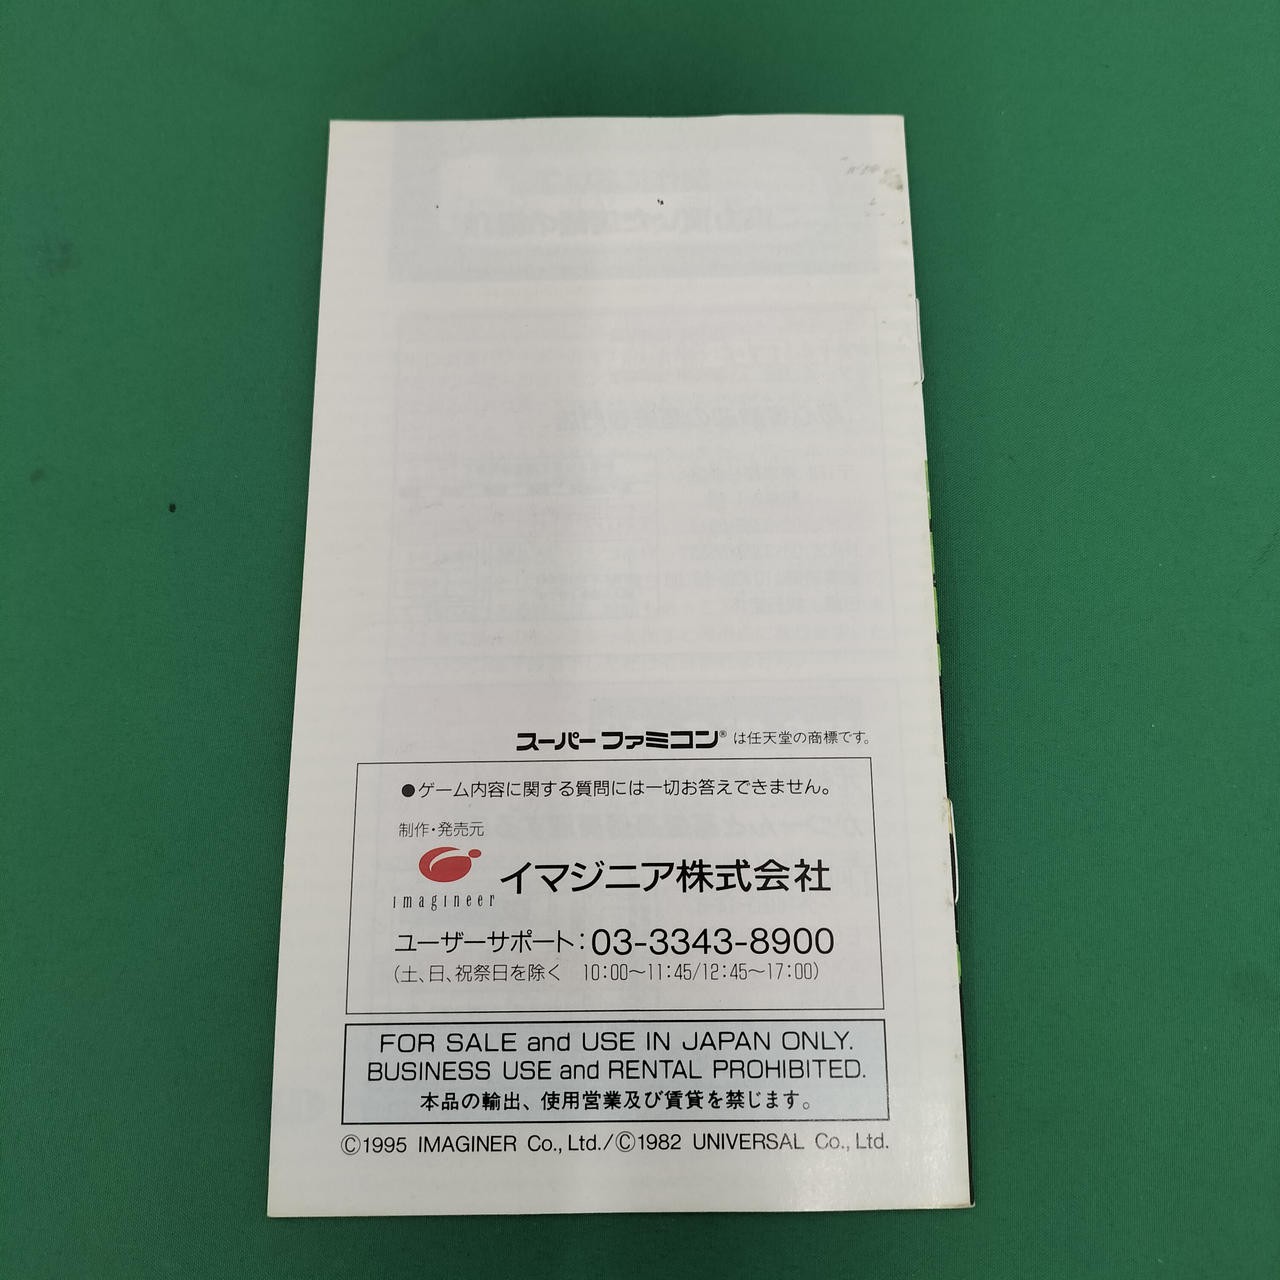 スーパーファミコン® は任天堂の商標です。
●ゲーム内容に関する質問には一切お答えできません。
制作・発売元
imagineer イマジニア株式会社
ユーザーサポート：03-3343-8900
（土、日、祝祭日を除く　10:00〜11:45/12:45〜17:00）
FOR SALE and USE IN JAPAN ONLY.
BUSINESS USE and RENTAL PROHIBITED.
本品の輸出、使用営業及び賃貸を禁じます。
©1995 IMAGINER Co., Ltd./©1982 UNIVERSAL Co., Ltd.